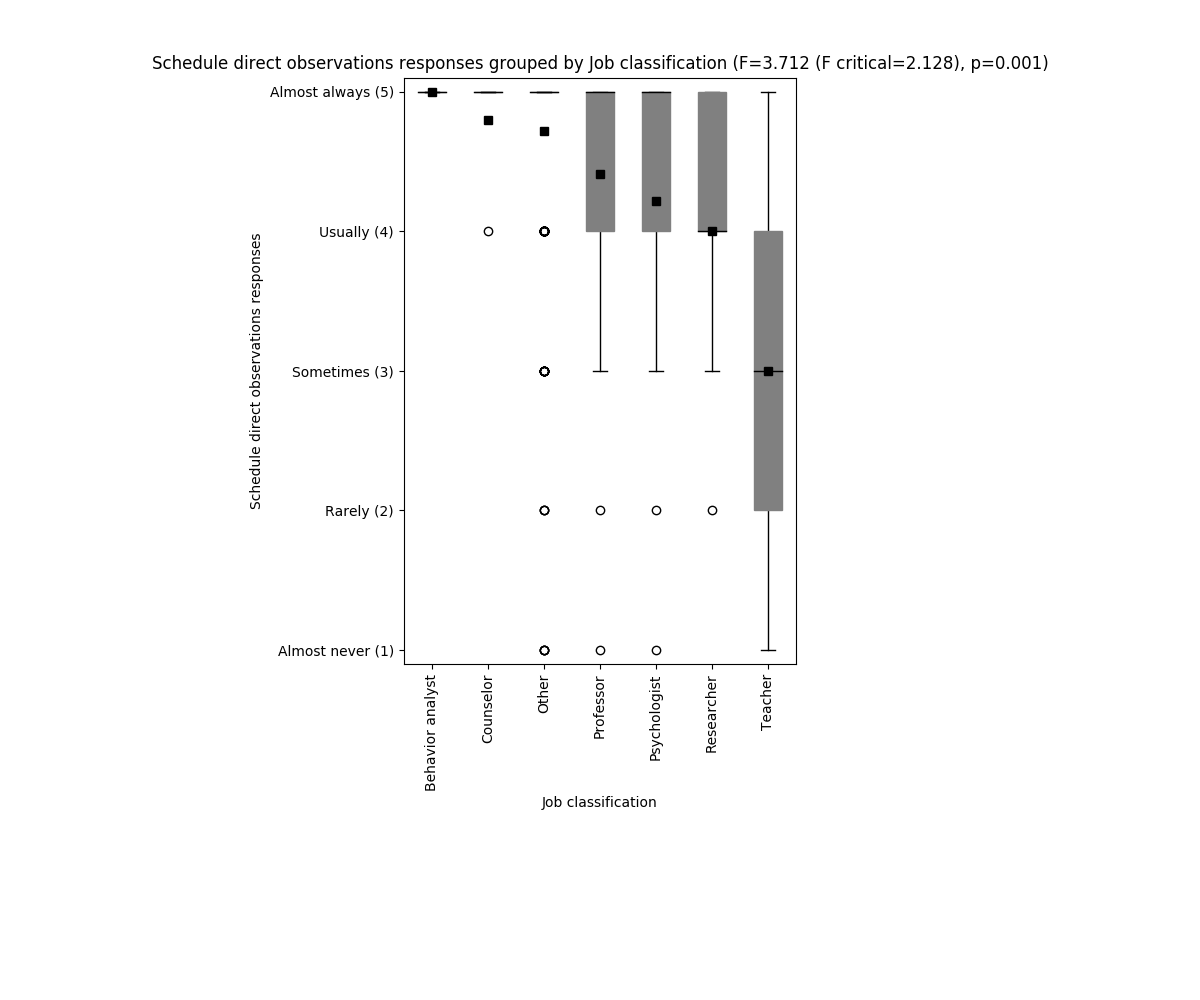 Schedule direct observations responses grouped by Job classification (F=3.712 (F critical=2.128), p=0.001)
Almost always (5)
Usually (4)
Sometimes (3)
Rarely (2)
Almost never (1)
Schedule direct observations responses
Behavior analyst
Counselor
Other
Professor
Psychologist
Researcher
Teacher
Job classification